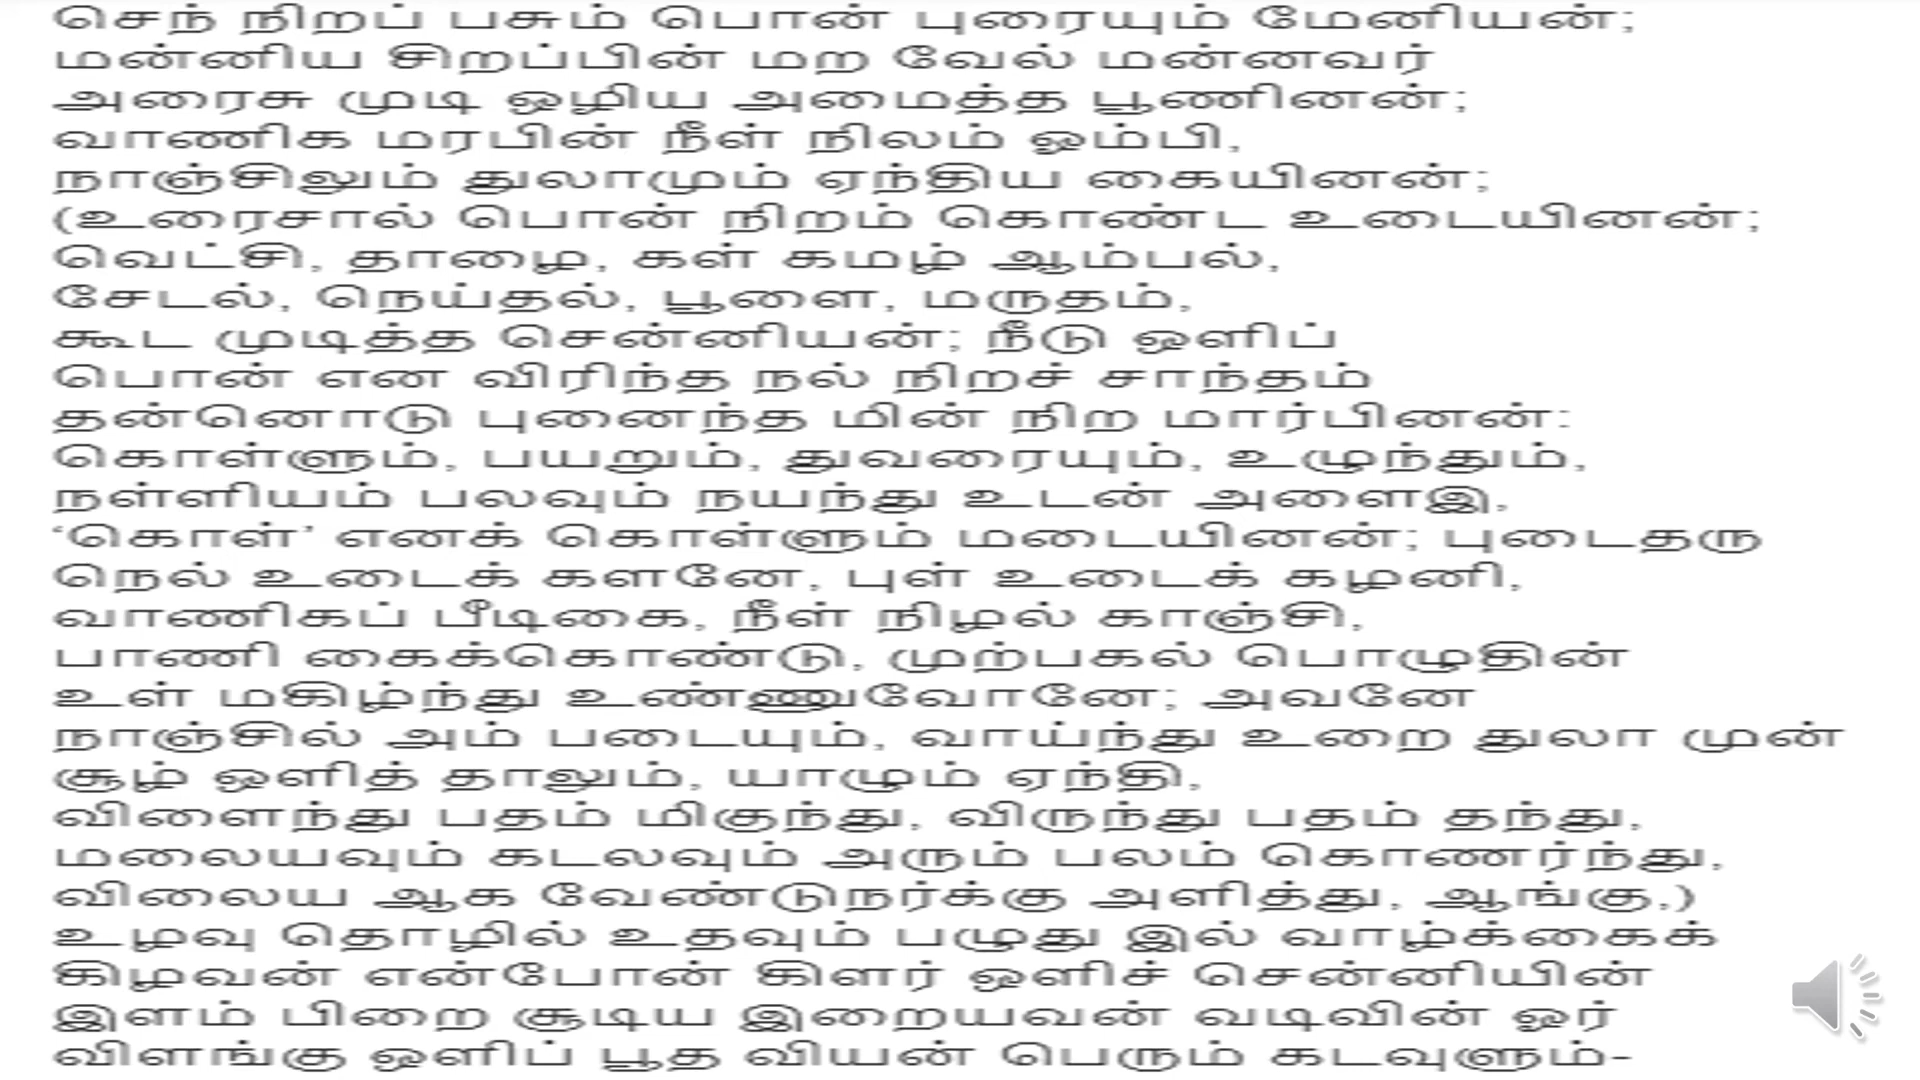 செந் நிறப் பசும் பொன் புரையும் மேனியன்;
மன்னிய சிறப்பின் மற வேல் மன்னவர்
அரைசு முடி ஒழிய அமைத்த பூணினன்;
வாணிக மரபின் நீள் நிலம் ஓம்பி,
நாஞ்சிலும் துலாமும் ஏந்திய கையினன்;
(உரைசால் பொன் நிறம் கொண்ட உடையினன்;
வெட்சி, தாழை, கள் கமழ் ஆம்பல்,
சேடல், நெய்தல், பூளை, மருதம்,
கூட முடித்த சென்னியன்; நீடு ஒளிப்
பொன் என விரிந்த நல் நிறச் சாந்தம்
தன்னொடு புனைந்த மின் நிற மார்பினன்:
கொள்ளும், பயறும், துவரையும், உழுந்தும்,
நள்ளியம் பலவும் நயந்து உடன் அளைஇ,
‘கொள்’ எனக் கொள்ளும் மடையினன்; புடைதரு
நெல் உடைக் களனே, புள் உடைக் கழனி,
வாணிகப் பீடிகை, நீள் நிழல் காஞ்சி,
பாணி கைக்கொண்டு, முற்பகல் பொழுதின்
உள் மகிழ்ந்து உண்ணுவோனே; அவனே
நாஞ்சில் அம் படையும், வாய்ந்து உறை துலா முன்
சூழ் ஒளித் தாலும், யாழும் ஏந்தி,
விளைந்து பதம் மிகுந்து, விருந்து பதம் தந்து,
மலையவும் கடலவும் அரும் பலம் கொணர்ந்து,
விலைய ஆக வேண்டுநர்க்கு அளித்து, ஆங்கு,)
உழவு தொழில் உதவும் பழுது இல் வாழ்க்கைக்
கிழவன் என்போன் கிளர் ஒளிச் சென்னியின்
இளம் பிறை சூடிய இறையவன் வடிவின் ஓர்
விளங்கு ஒளிப் பூத வியன் பெரும் கடவுளும்-